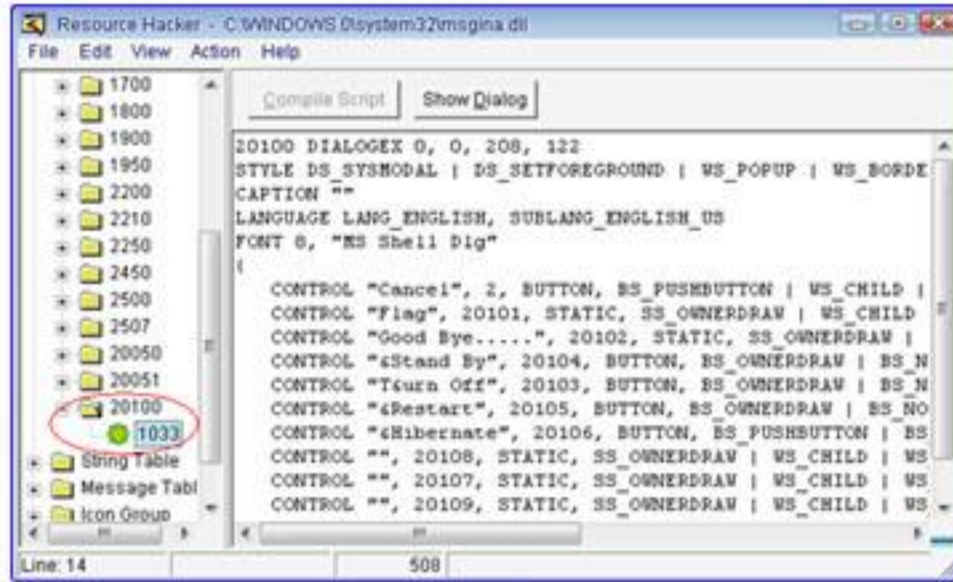 Resource Hacker - C:\WINDOWS.0\system32\msgina.dll
File Edit View Action Help
1700
1800
1900
1950
2200
2210
2250
2450
2500
2507
20050
20051
20100
1033
String Table
Message Tabl
Icon Group
Compile Script
Show Dialog
20100 DIALOGEX 0, 0, 208, 122
STYLE DS_SYSMODAL | DS_SETFOREGROUND | WS_POPUP | WS_BORDE
CAPTION ""
LANGUAGE LANG_ENGLISH, SUBLANG_ENGLISH_US
FONT 8, "MS Shell Dlg"
{
CONTROL "Cancel", 2, BUTTON, BS_PUSHBUTTON | WS_CHILD |
CONTROL "Flag", 20101, STATIC, SS_OWNERDRAW | WS_CHILD
CONTROL "Good Bye.....", 20102, STATIC, SS_OWNERDRAW |
CONTROL "&Stand By", 20104, BUTTON, BS_OWNERDRAW | BS_N
CONTROL "T&urn Off", 20103, BUTTON, BS_OWNERDRAW | BS_N
CONTROL "&Restart", 20105, BUTTON, BS_OWNERDRAW | BS_NO
CONTROL "&Hibernate", 20106, BUTTON, BS_PUSHBUTTON | BS
CONTROL "", 20108, STATIC, SS_OWNERDRAW | WS_CHILD | WS
CONTROL "", 20107, STATIC, SS_OWNERDRAW | WS_CHILD | WS
CONTROL "", 20109, STATIC, SS_OWNERDRAW | WS_CHILD | WS
Line: 14
508